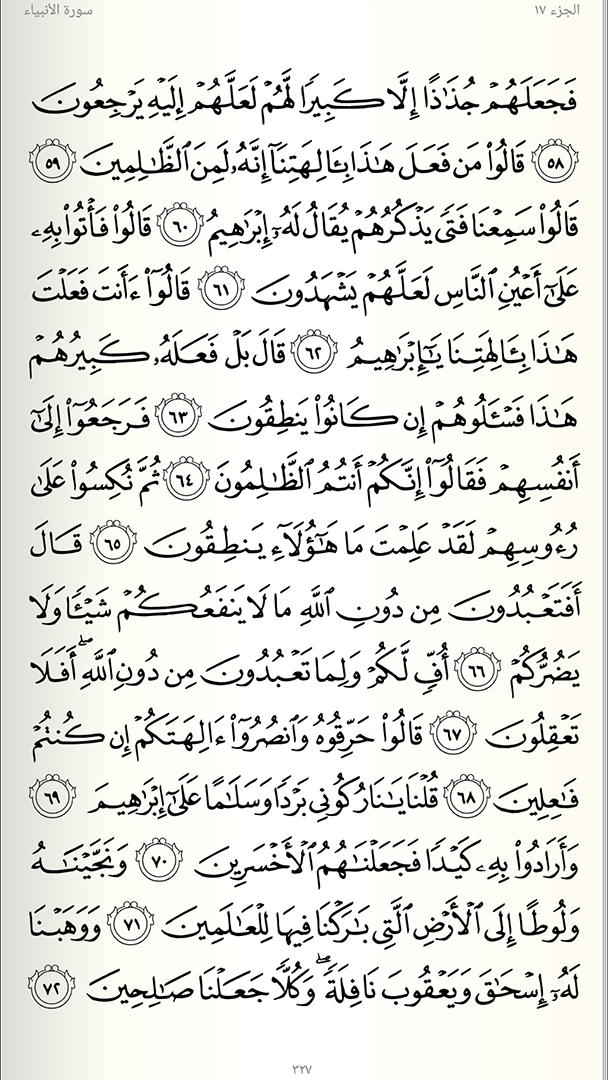 الجزء ١٧
سورة الأنبياء
فَجَعَلَهُمْ جُذَٰذًا إِلَّا كَبِيرًا لَّهُمْ لَعَلَّهُمْ إِلَيْهِ يَرْجِعُونَ
٥٨ قَالُوا۟ مَن فَعَلَ هَٰذَا بِـَٔالِهَتِنَآ إِنَّهُۥ لَمِنَ ٱلظَّٰلِمِينَ ٥٩
قَالُوا۟ سَمِعْنَا فَتًى يَذْكُرُهُمْ يُقَالُ لَهُۥٓ إِبْرَٰهِيمُ ٦٠ قَالُوا۟ فَأْتُوا۟ بِهِۦ
عَلَىٰٓ أَعْيُنِ ٱلنَّاسِ لَعَلَّهُمْ يَشْهَدُونَ ٦١ قَالُوٓا۟ ءَأَنتَ فَعَلْتَ
هَٰذَا بِـَٔالِهَتِنَا يَٰٓإِبْرَٰهِيمُ ٦٢ قَالَ بَلْ فَعَلَهُۥ كَبِيرُهُمْ
هَٰذَا فَسْـَٔلُوهُمْ إِن كَانُوا۟ يَنطِقُونَ ٦٣ فَرَجَعُوٓا۟ إِلَىٰٓ
أَنفُسِهِمْ فَقَالُوٓا۟ إِنَّكُمْ أَنتُمُ ٱلظَّٰلِمُونَ ٦٤ ثُمَّ نُكِسُوا۟ عَلَىٰ
رُءُوسِهِمْ لَقَدْ عَلِمْتَ مَا هَٰٓؤُلَآءِ يَنطِقُونَ ٦٥ قَالَ
أَفَتَعْبُدُونَ مِن دُونِ ٱللَّهِ مَا لَا يَنفَعُكُمْ شَيْـًٔا وَلَا
يَضُرُّكُمْ ٦٦ أُفٍّ لَّكُمْ وَلِمَا تَعْبُدُونَ مِن دُونِ ٱللَّهِ ۖ أَفَلَا
تَعْقِلُونَ ٦٧ قَالُوا۟ حَرِّقُوهُ وَٱنصُرُوٓا۟ ءَالِهَتَكُمْ إِن كُنتُمْ
فَٰعِلِينَ ٦٨ قُلْنَا يَٰنَارُ كُونِى بَرْدًا وَسَلَٰمًا عَلَىٰٓ إِبْرَٰهِيمَ ٦٩
وَأَرَادُوا۟ بِهِۦ كَيْدًا فَجَعَلْنَٰهُمُ ٱلْأَخْسَرِينَ ٧٠ وَنَجَّيْنَٰهُ
وَلُوطًا إِلَى ٱلْأَرْضِ ٱلَّتِى بَٰرَكْنَا فِيهَا لِلْعَٰلَمِينَ ٧١ وَوَهَبْنَا
لَهُۥٓ إِسْحَٰقَ وَيَعْقُوبَ نَافِلَةً ۖ وَكُلًّا جَعَلْنَا صَٰلِحِينَ ٧٢
٣٢٧